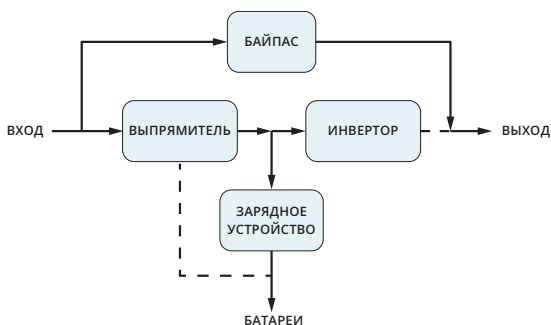 БАЙПАС
ВХОД
ВЫПРЯМИТЕЛЬ
ИНВЕРТОР
ВЫХОД
ЗАРЯДНОЕ
УСТРОЙСТВО
БАТАРЕИ